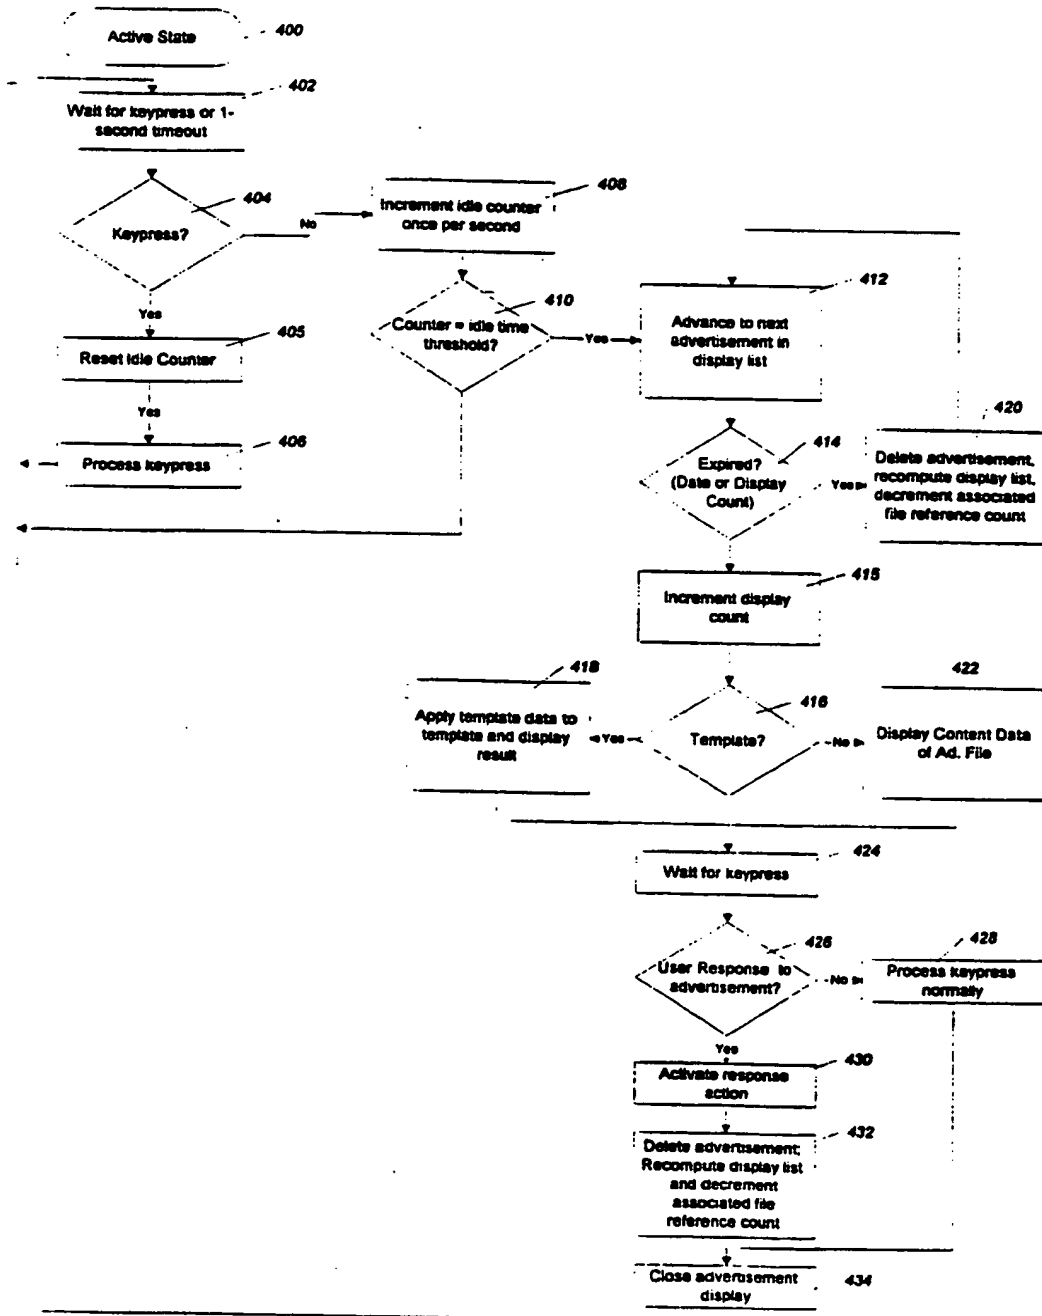 Active State
400
402
Wait for keypress or 1-
second timeout
404
Keypress?
No
408
Increment idle counter
once per second
Yes
405
Reset Idle Counter
Yes
406
Process keypress
410
Counter = idle time
threshold?
Yes
412
Advance to next
advertisement in
display list
414
Expired?
(Date or Display
Count)
Yes
420
Delete advertisement,
recompute display list,
decrement associated
file reference count
415
Increment display
count
416
Template?
Yes
418
Apply template data to
template and display
result
No
422
Display Content Data
of Ad. File
424
Wait for keypress
426
User Response to
advertisement?
No
428
Process keypress
normally
Yes
430
Activate response
action
432
Delete advertisement;
Recompute display list
and decrement
associated file
reference count
Close advertisement
display
434